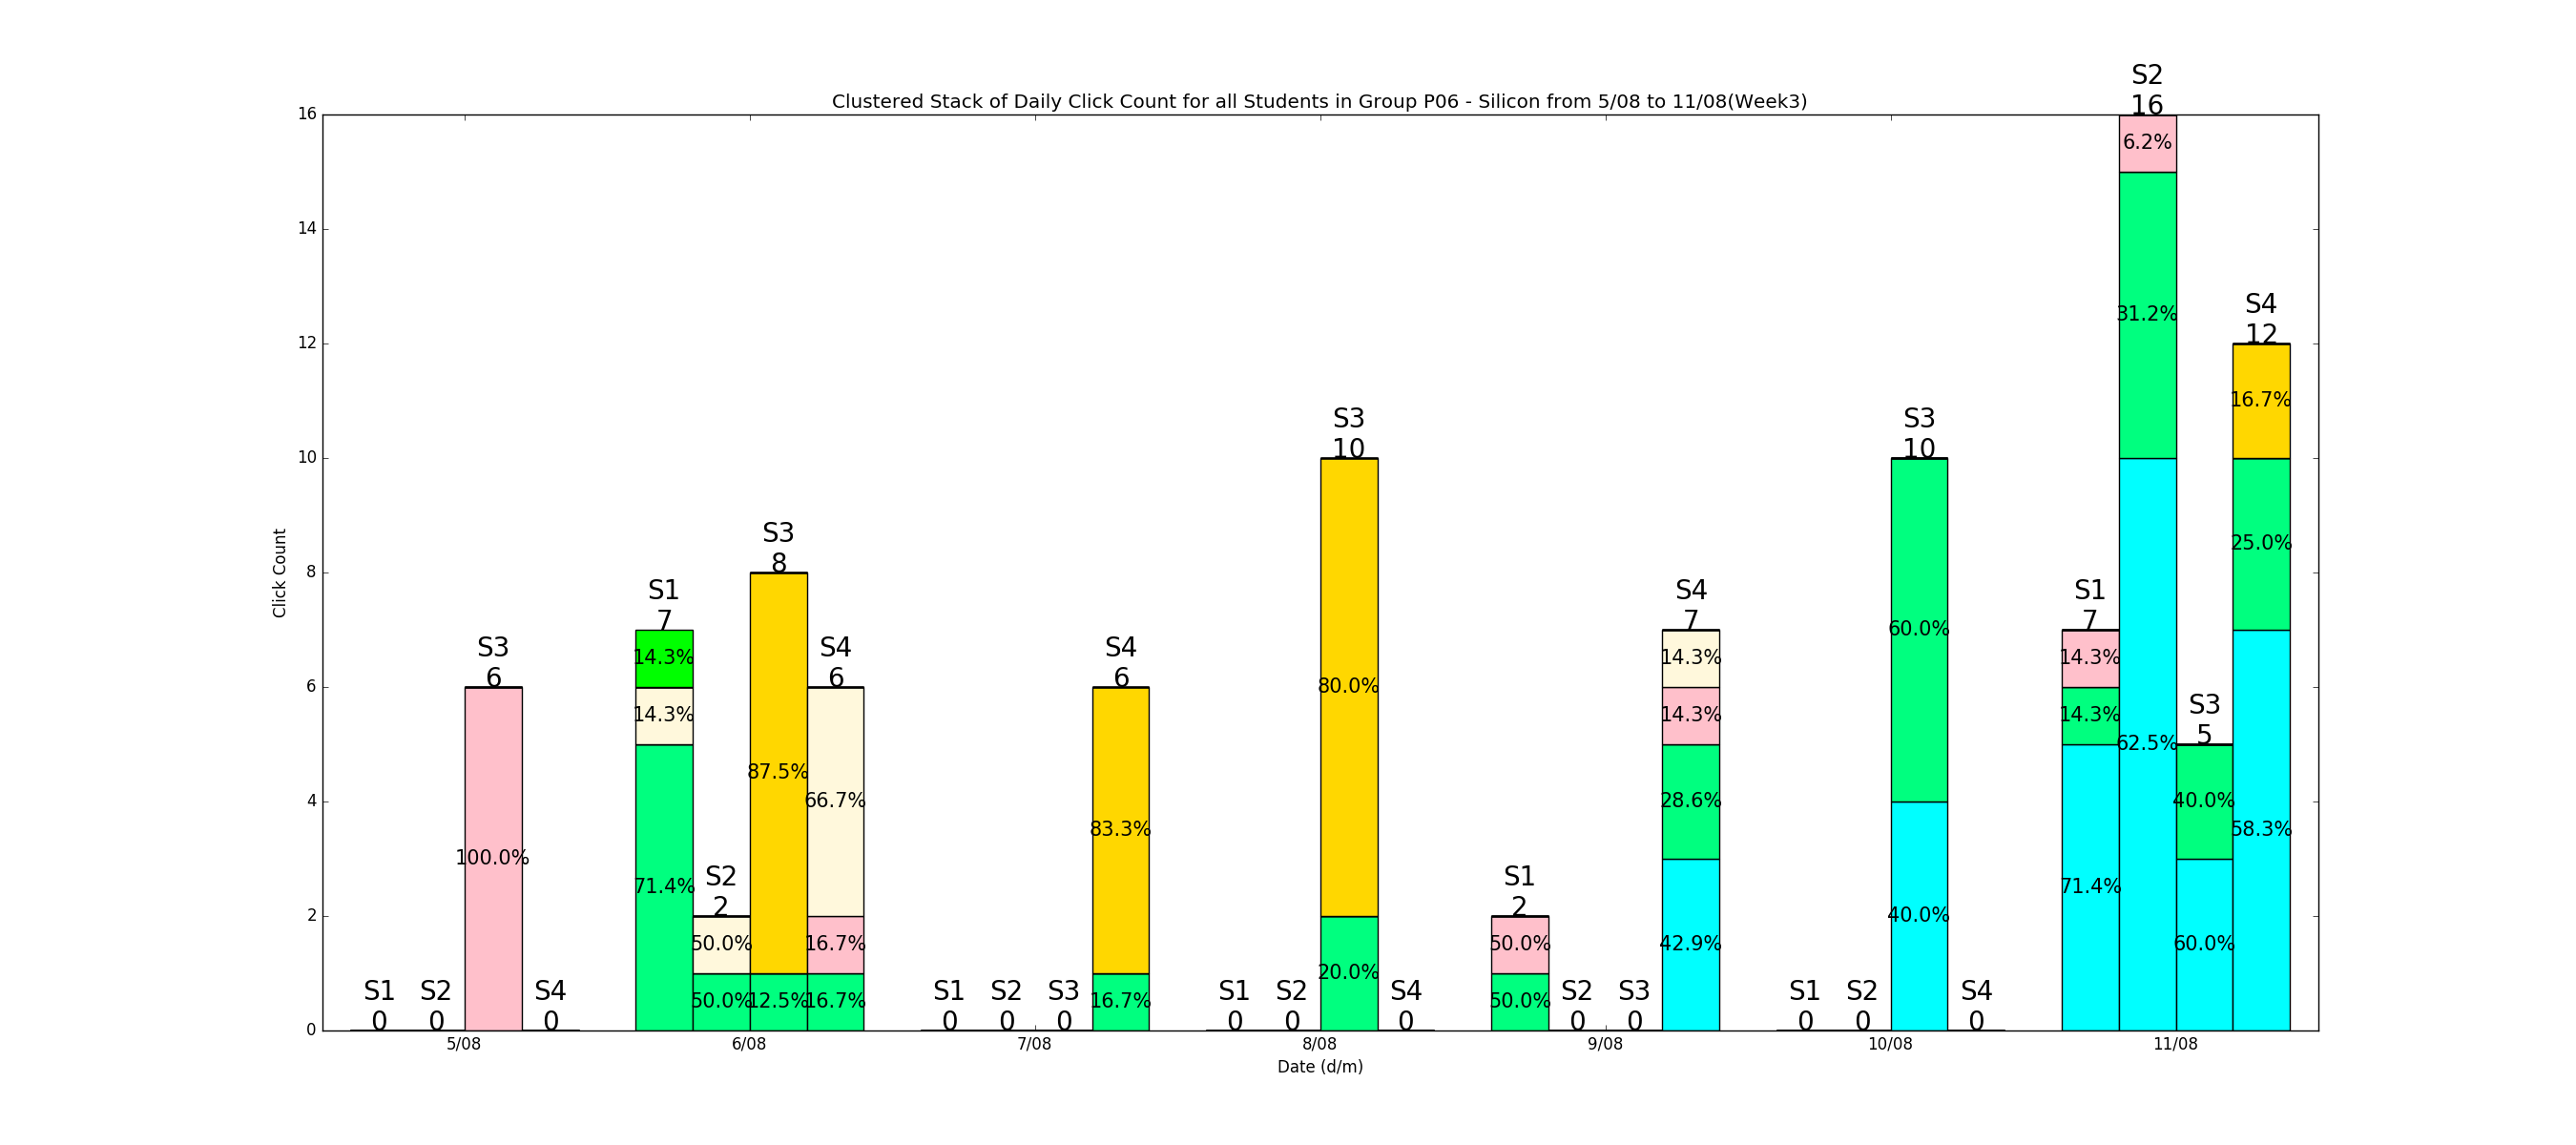 Clustered Stack of Daily Click Count for all Students in Group P06 - Silicon from 5/08 to 11/08(Week3)
Click Count
16
14
12
10
8
6
4
2
0
S1
0
S2
0
S3
6
100.0%
S4
0
S1
7
14.3%
14.3%
71.4%
S2
2
50.0%
50.0%
S3
8
87.5%
12.5%
S4
6
66.7%
16.7%
16.7%
S1
0
S2
0
S3
0
S4
6
83.3%
16.7%
S1
0
S2
0
S3
10
80.0%
20.0%
S4
0
S1
2
50.0%
50.0%
S2
0
S3
0
S4
7
14.3%
14.3%
28.6%
42.9%
S1
0
S2
0
S3
10
60.0%
40.0%
S4
0
S1
7
14.3%
14.3%
71.4%
S2
16
6.2%
31.2%
62.5%
S3
5
40.0%
60.0%
S4
12
16.7%
25.0%
58.3%
5/08
6/08
7/08
8/08
9/08
10/08
11/08
Date (d/m)